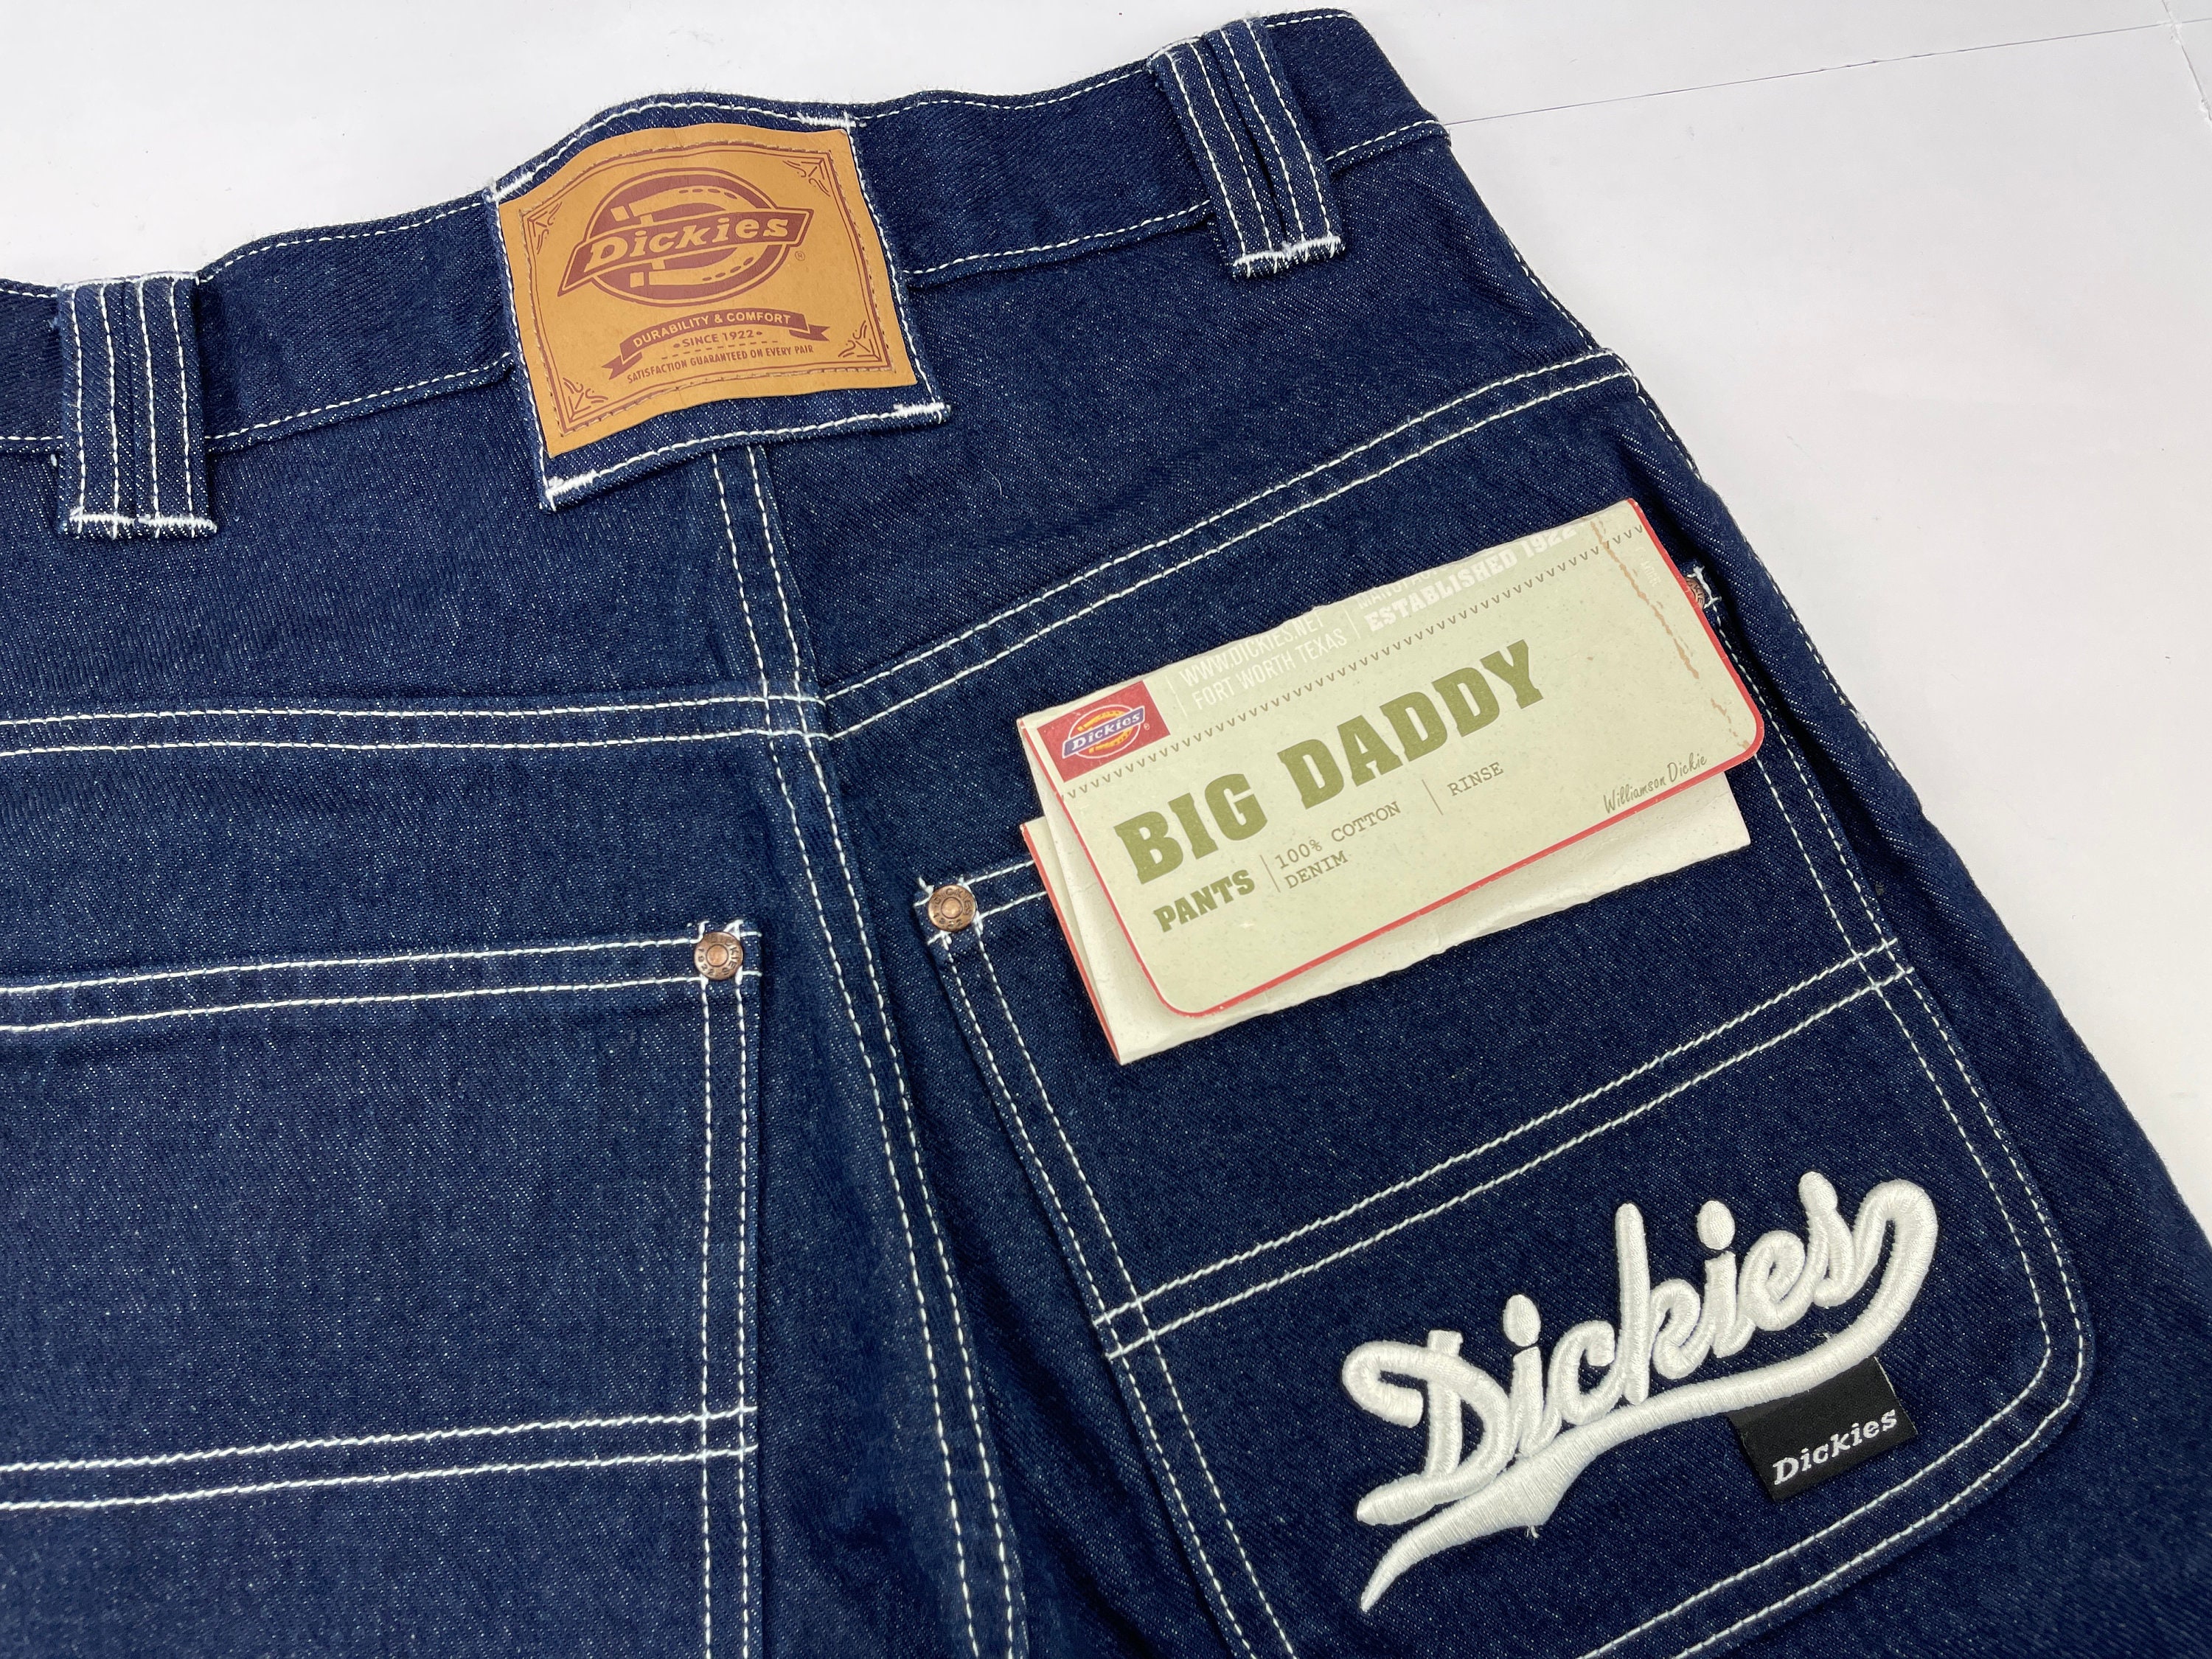 Dickies
DURABILITY & COMFORT
SINCE 1922
SATISFACTION GUARANTEED ON EVERY PAIR
Dickies
WWW.DICKIES.NET
FORT WORTH TEXAS
ESTABLISHED 1922
BIG DADDY
PANTS
100% COTTON
DENIM
RINSE
Williamson Dickie
Dickies
Dickies